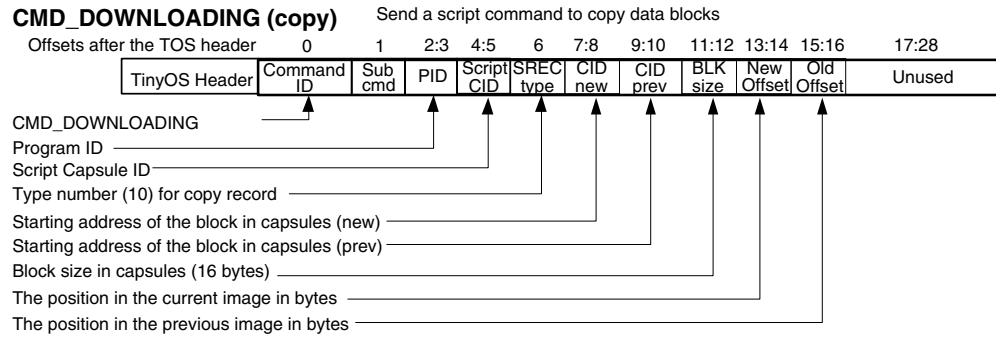 CMD_DOWNLOADING (copy) Send a script command to copy data blocks
Offsets after the TOS header 0 1 2:3 4:5 6 7:8 9:10 11:12 13:14 15:16 17:28
TinyOS Header Command ID Sub cmd PID Script CID SREC type CID new CID prev BLK size New Offset Old Offset Unused
CMD_DOWNLOADING
Program ID
Script Capsule ID
Type number (10) for copy record
Starting address of the block in capsules (new)
Starting address of the block in capsules (prev)
Block size in capsules (16 bytes)
The position in the current image in bytes
The position in the previous image in bytes